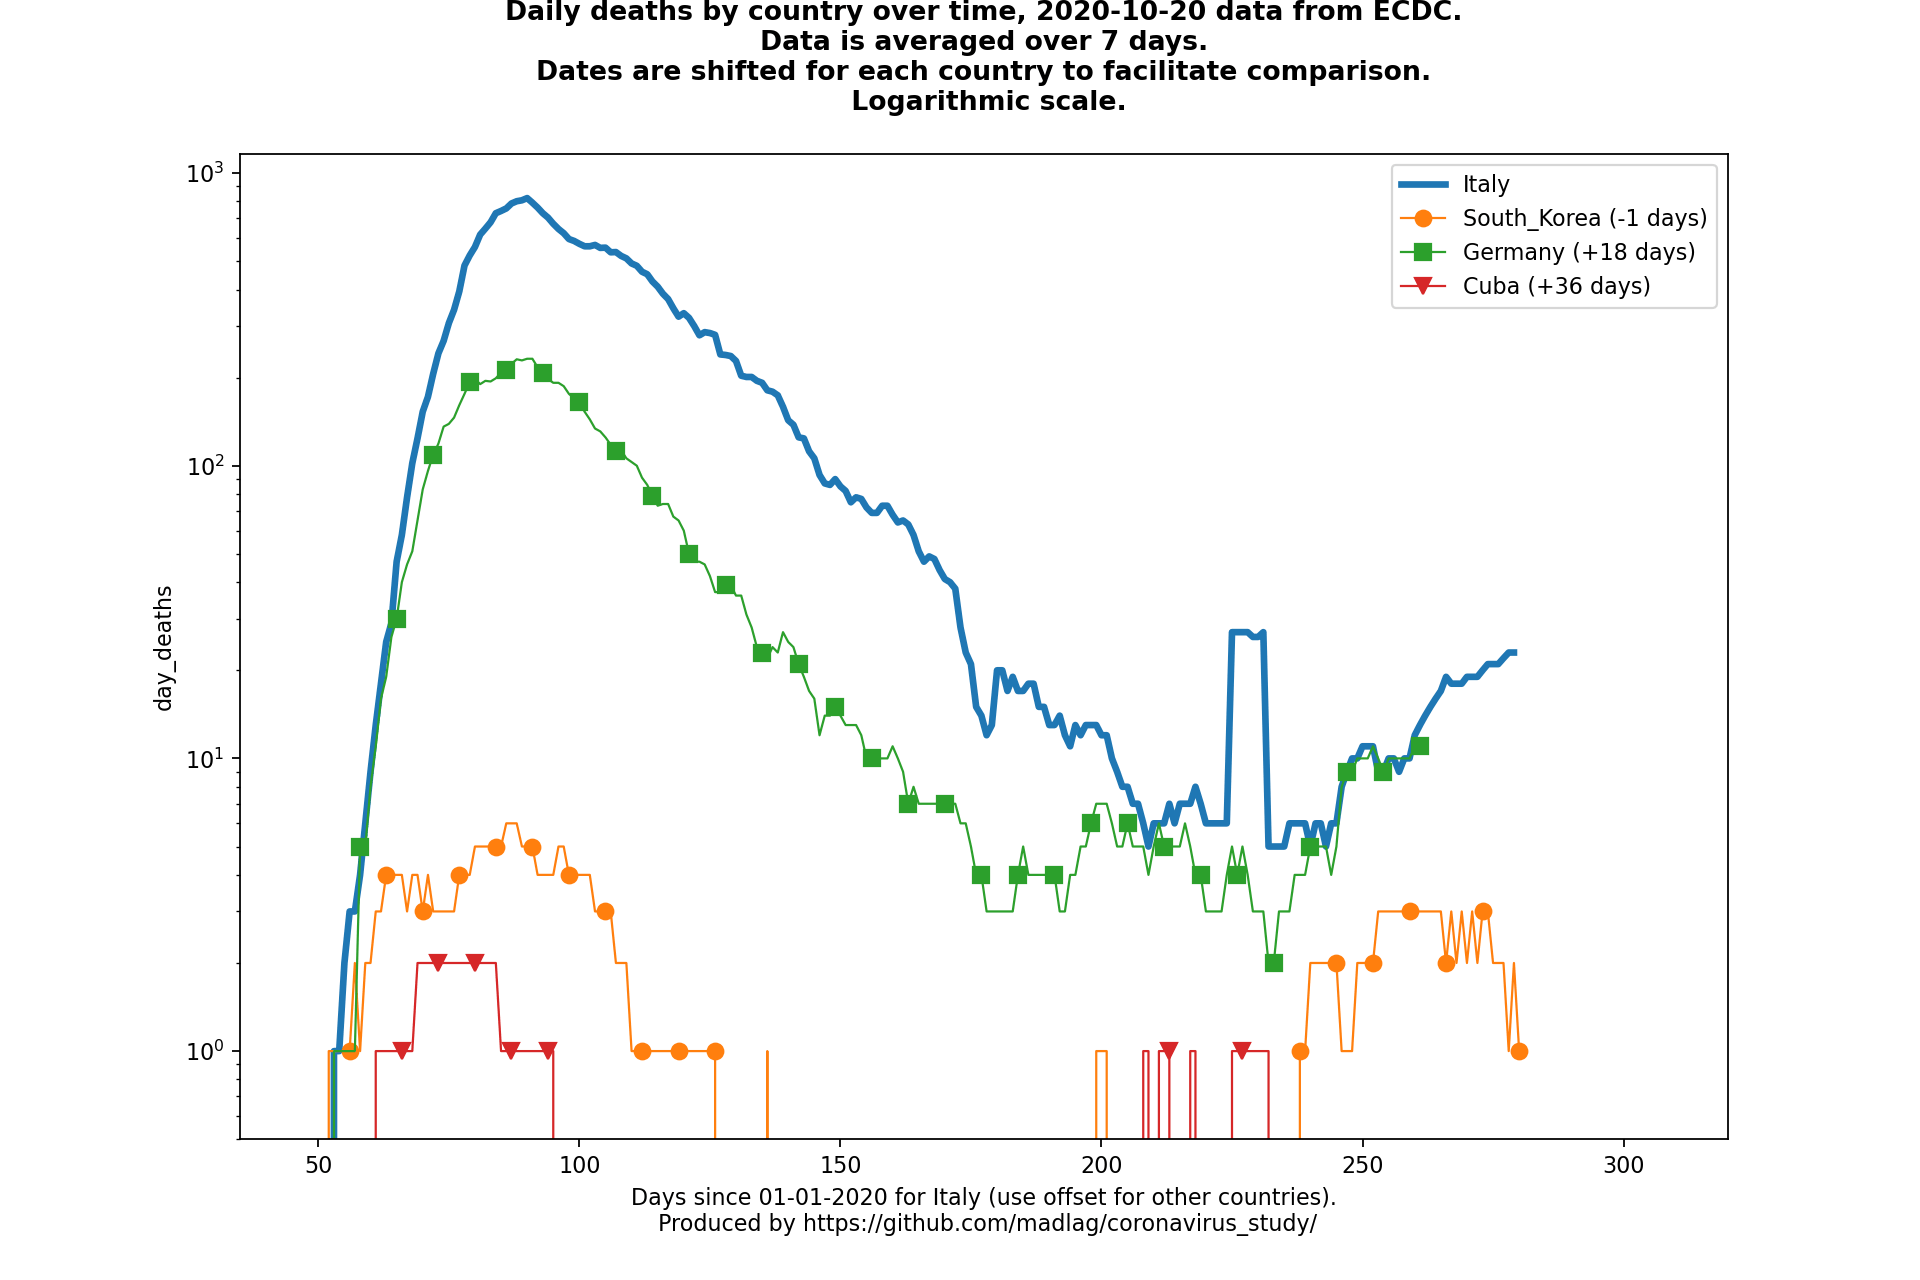 Daily deaths by country over time, 2020-10-20 data from ECDC.
Data is averaged over 7 days.
Dates are shifted for each country to facilitate comparison.
Logarithmic scale.
10³
10²
10¹
10⁰
day_deaths
Italy
South_Korea (-1 days)
Germany (+18 days)
Cuba (+36 days)
50 100 150 200 250 300
Days since 01-01-2020 for Italy (use offset for other countries).
Produced by https://github.com/madlag/coronavirus_study/